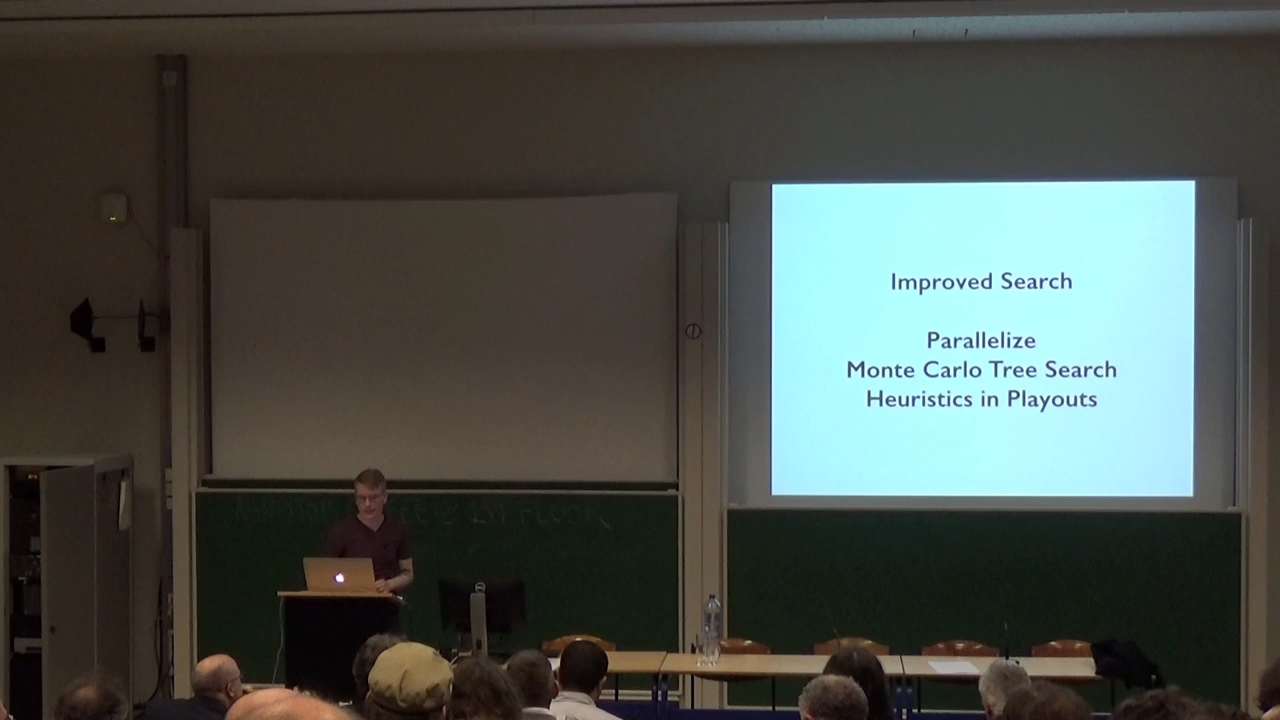 Improved Search
Parallelize
Monte Carlo Tree Search
Heuristics in Playouts